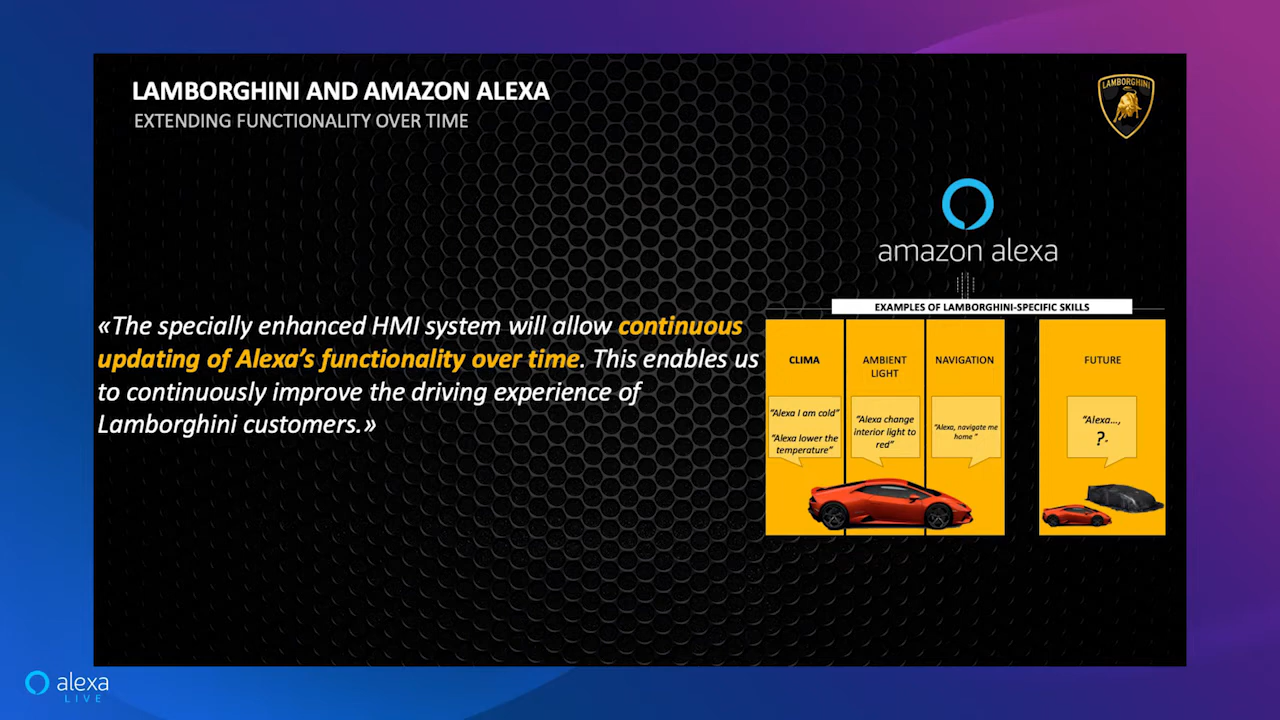 LAMBORGHINI AND AMAZON ALEXA
EXTENDING FUNCTIONALITY OVER TIME
LAMBORGHINI
amazon alexa
EXAMPLES OF LAMBORGHINI-SPECIFIC SKILLS
«The specially enhanced HMI system will allow continuous
updating of Alexa's functionality over time. This enables us
to continuously improve the driving experience of
Lamborghini customers.»
CLIMA
"Alexa I am cold"
"Alexa lower the
temperature"
AMBIENT
LIGHT
"Alexa change
interior light to
red"
NAVIGATION
"Alexa, navigate me
home "
FUTURE
"Alexa...,
?"
alexa
LIVE